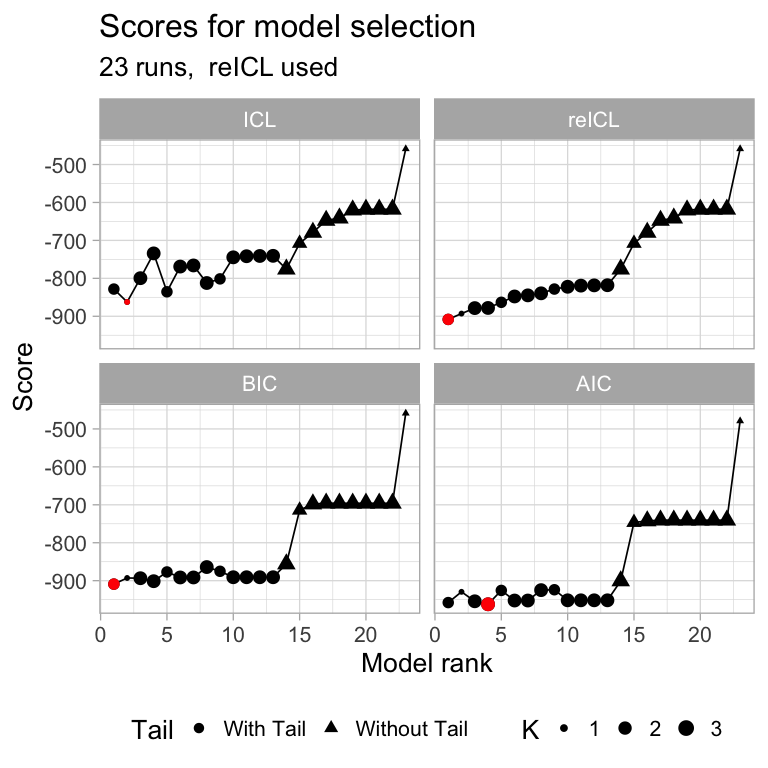 Scores for model selection
23 runs,  reICL used
ICL
reICL
-500
-600
-700
-800
-900
Score
BIC
AIC
-500
-600
-700
-800
-900
0 5 10 15 20 0 5 10 15 20
Model rank
Tail With Tail Without Tail K 1 2 3